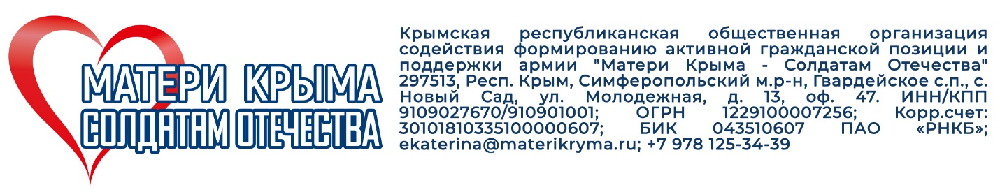 МАТЕРИ КРЫМА
СОЛДАТАМ ОТЕЧЕСТВА
Крымская республиканская общественная организация
содействия формированию активной гражданской позиции и
поддержки армии "Матери Крыма - Солдатам Отечества"
297513, Респ. Крым, Симферопольский м.р-н, Гвардейское с.п., с.
Новый Сад, ул. Молодежная, д. 13, оф. 47. ИНН/КПП
9109027670/910901001; ОГРН 1229100007256; Корр.счет:
30101810335100000607; БИК 043510607 ПАО «РНКБ»;
ekaterina@materikryma.ru; +7 978 125-34-39